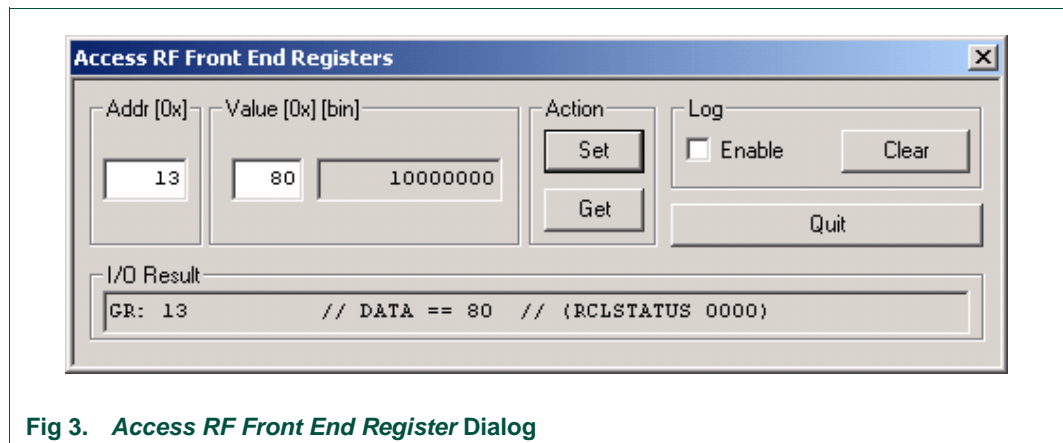 Access RF Front End Registers
Addr [0x] Value [0x] [bin] Action Log
13 80 10000000 Set Enable Clear
Get Quit
I/O Result
GR: 13 // DATA == 80 // (RCLSTATUS 0000)
Fig 3. Access RF Front End Register Dialog